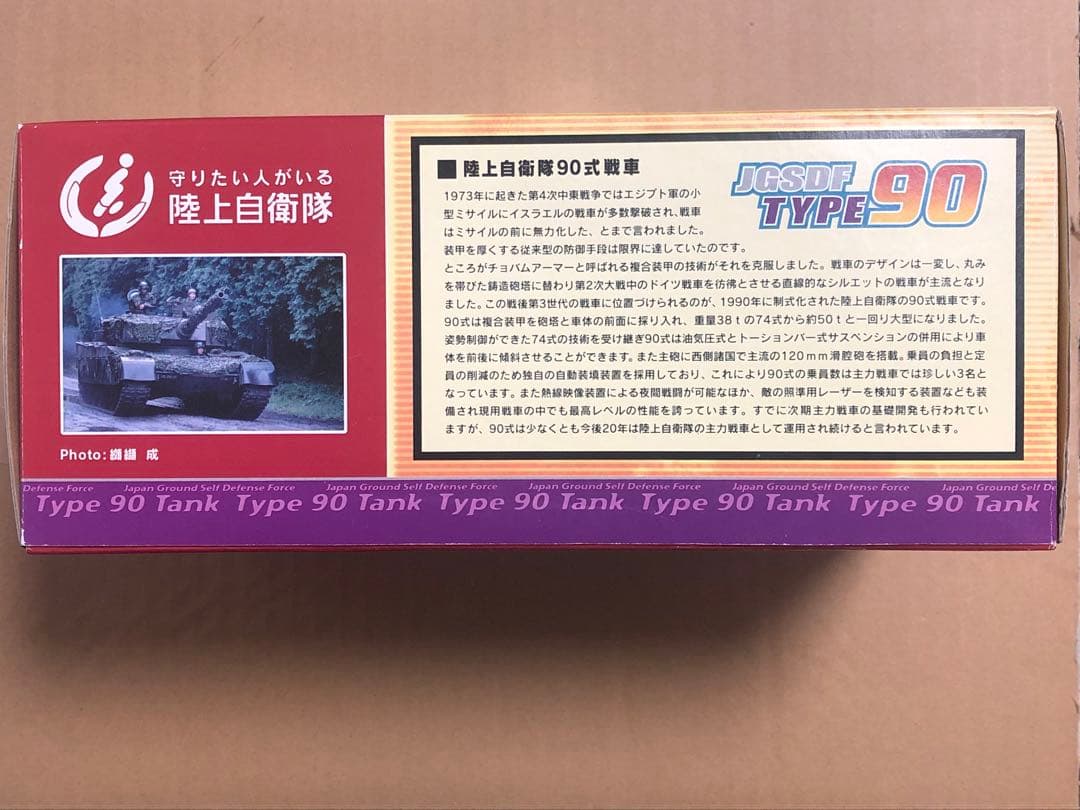 守りたい人がいる
陸上自衛隊
Photo: 成
■ 陸上自衛隊90式戦車
JGSDF
TYPE 90
1973年に起きた第4次中東戦争ではエジプト軍の小
型ミサイルにイスラエルの戦車が多数撃破され、戦車
はミサイルの前に無力化した、とまで言われました。
装甲を厚くする従来型の防御手段は限界に達していたのです。
ところがチョバムアーマーと呼ばれる複合装甲の技術がそれを克服しました。戦車のデザインは一変し、丸み
を帯びた鋳造砲塔に替わり第2次大戦中のドイツ戦車を彷彿とさせる直線的なシルエットの戦車が主流となり
ました。この戦後第3世代の戦車に位置づけられるのが、1990年に制式化された陸上自衛隊の90式戦車です。
90式は複合装甲を砲塔と車体の前面に採り入れ、重量38tの74式から約50tと一回り大型になりました。
姿勢制御ができた74式の技術を受け継ぎ90式は油気圧式とトーションバー式サスペンションの併用により車
体を前後に傾斜させることができます。また主砲に西側諸国で主流の120mm滑腔砲を搭載。乗員の負担と定
員の削減のため独自の自動装填装置を採用しており、これにより90式の乗員数は主力戦車では珍しい3名と
なっています。また熱線映像装置による夜間戦闘が可能なほか、敵の照準用レーザーを検知する装置なども装
備され現用戦車の中でも最高レベルの性能を誇っています。すでに次期主力戦車の基礎開発も行われていま
すが、90式は少なくとも今後20年は陸上自衛隊の主力戦車として運用され続けると言われています。
Defense Force Japan Ground Self Defense Force Japan Ground Self Defense Force Japan Ground Self Defense Force Japan Ground Self Defense Force Japan Ground Self De
Type 90 Tank Type 90 Tank Type 90 Tank Type 90 Tank Type 90 Tank